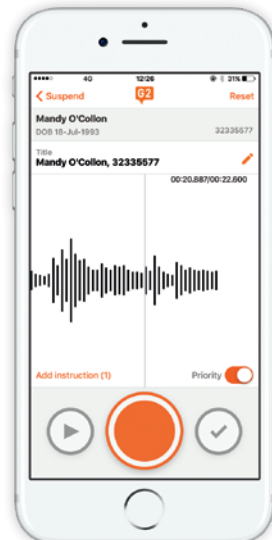 4G 12:26 31%
Suspend G2 Reset
Mandy O'Collon
DOB 18-Jul-1993 32335577
Title
Mandy O'Collon, 32335577
00:20.887/00:22.600
Add instruction (1) Priority